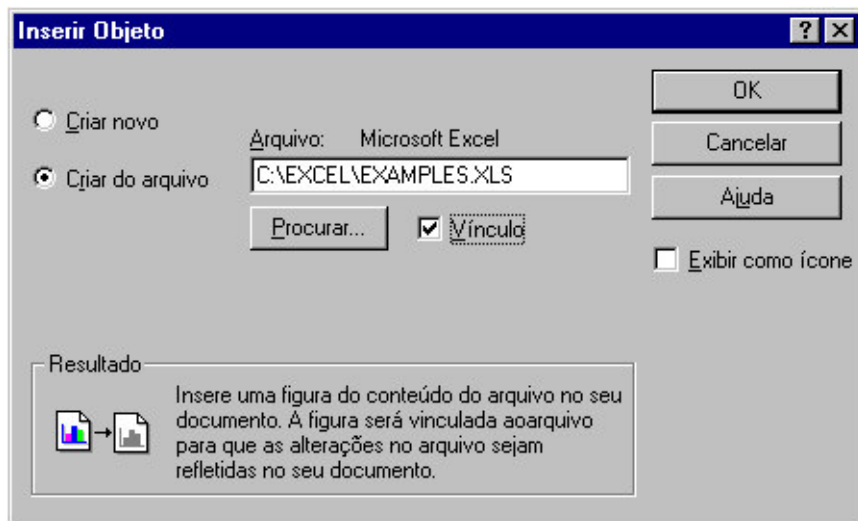 Inserir Objeto
Criar novo
Criar do arquivo
Arquivo: Microsoft Excel
C:\EXCEL\EXAMPLES.XLS
Procurar...
Vínculo
OK
Cancelar
Ajuda
Exibir como ícone
Resultado
Insere uma figura do conteúdo do arquivo no seu
documento. A figura será vinculada aoarquivo
para que as alterações no arquivo sejam
refletidas no seu documento.